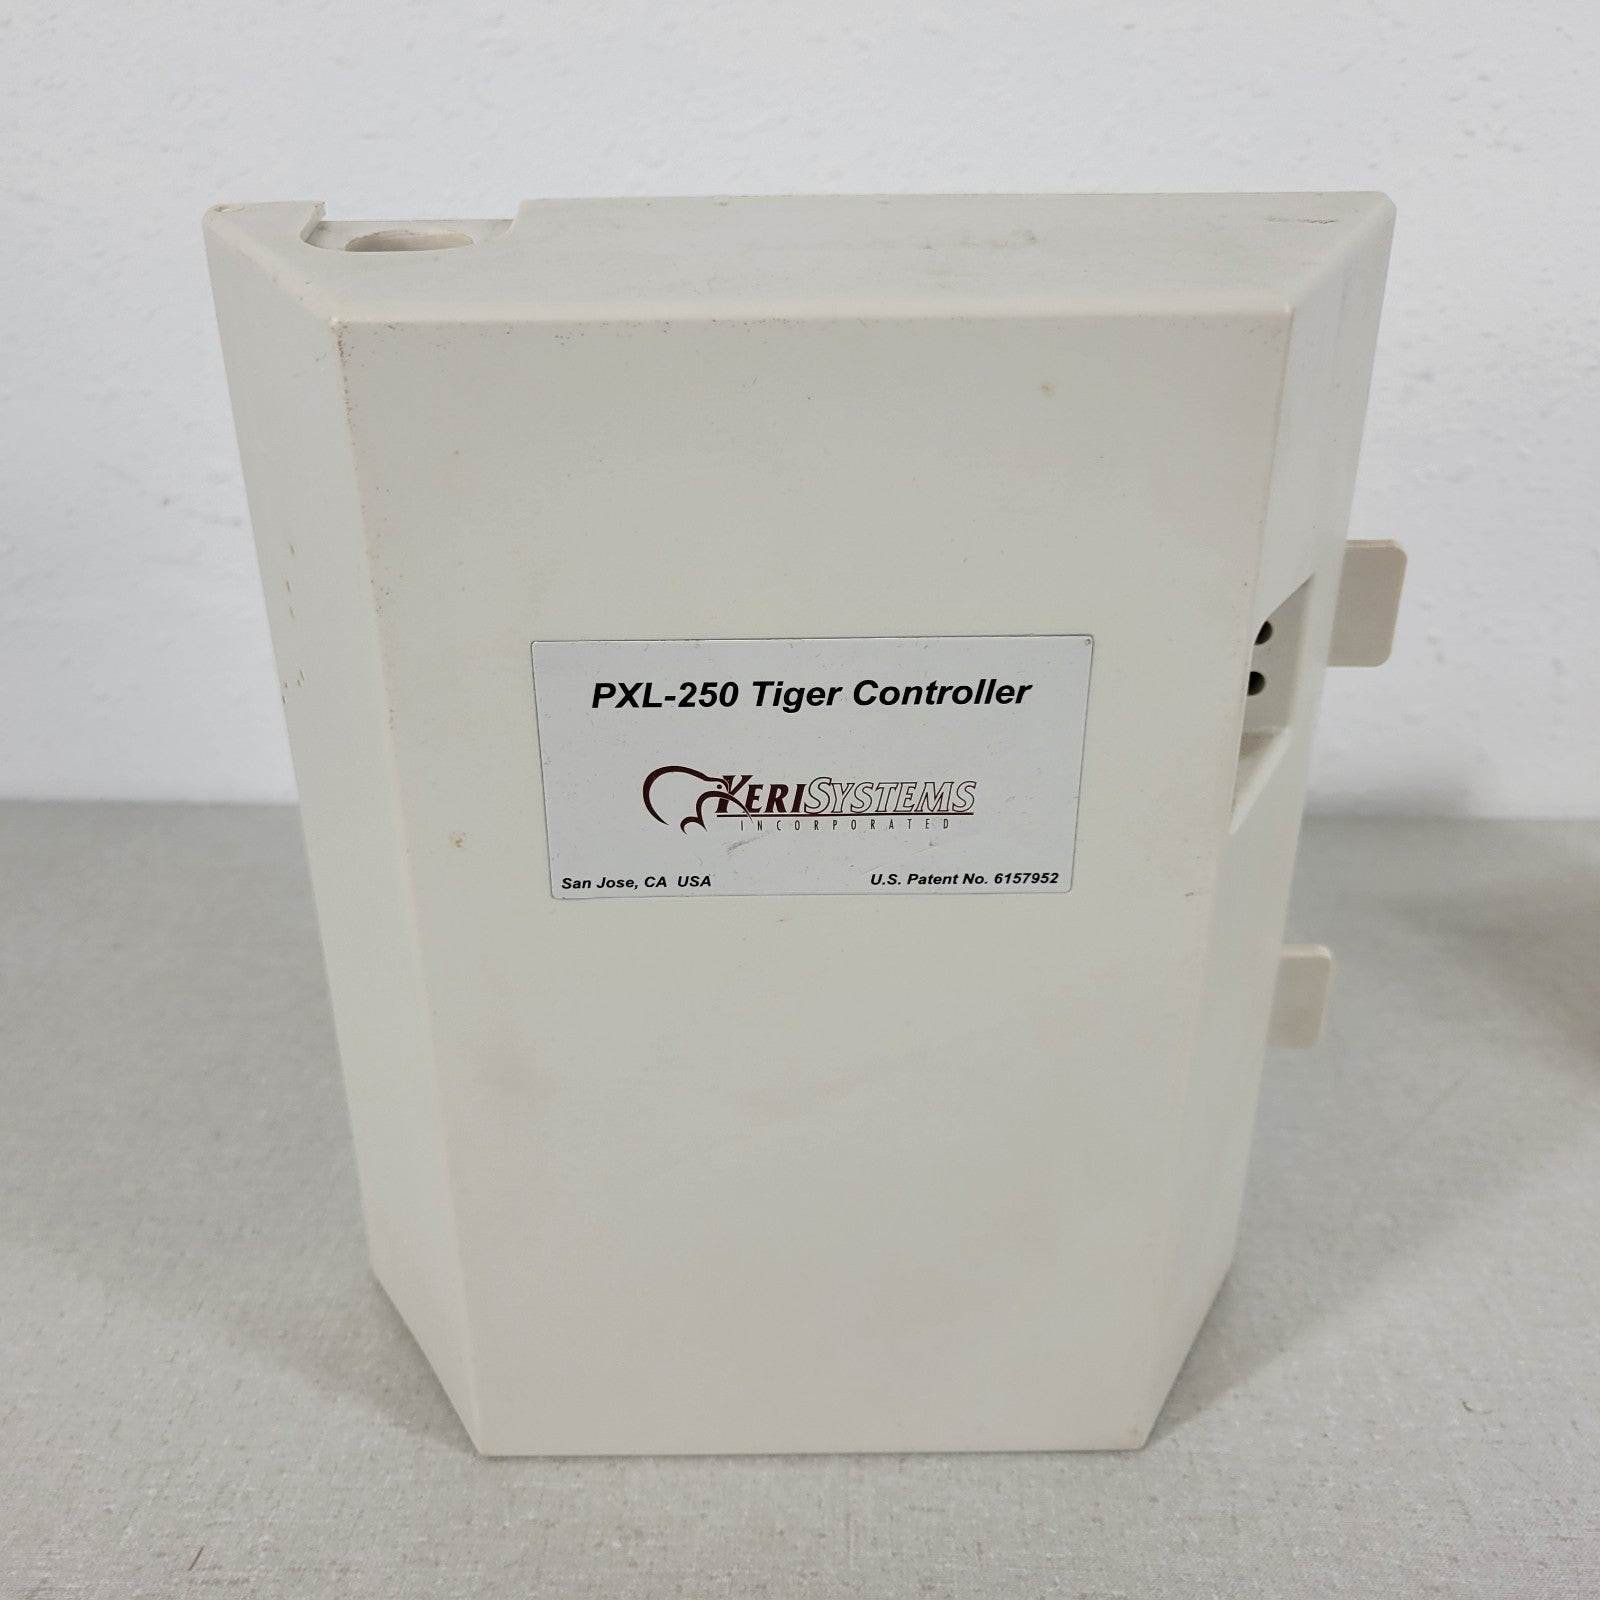 PXL-250 Tiger Controller
KERISYSTEMS
INCORPORATED
San Jose, CA USA
U.S. Patent No. 6157952